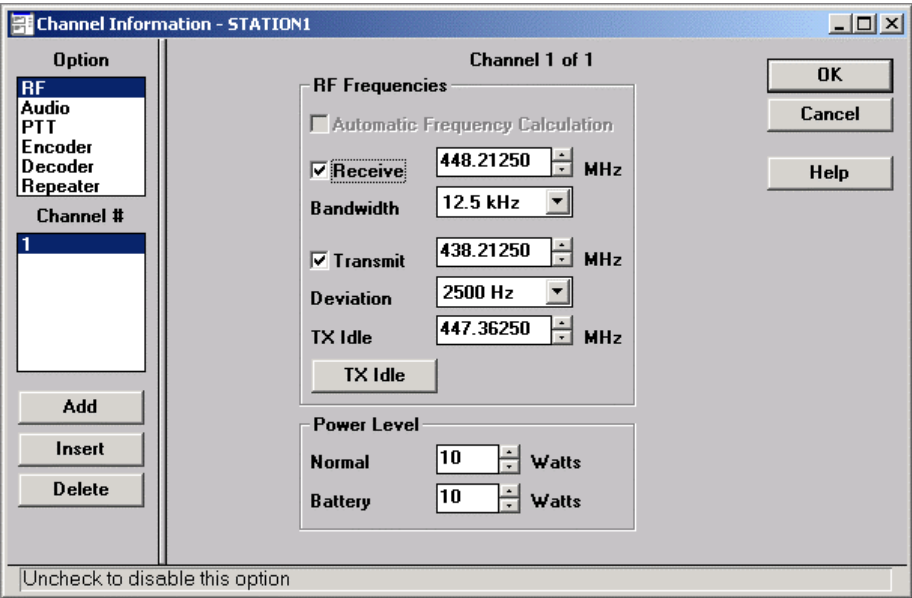 Channel Information - STATION1
Option
RF
Audio
PTT
Encoder
Decoder
Repeater
Channel #
1
Add
Insert
Delete
Channel 1 of 1
RF Frequencies
Automatic Frequency Calculation
Receive 448.21250 MHz
Bandwidth 12.5 kHz
Transmit 438.21250 MHz
Deviation 2500 Hz
TX Idle 447.36250 MHz
TX Idle
Power Level
Normal 10 Watts
Battery 10 Watts
OK
Cancel
Help
Uncheck to disable this option